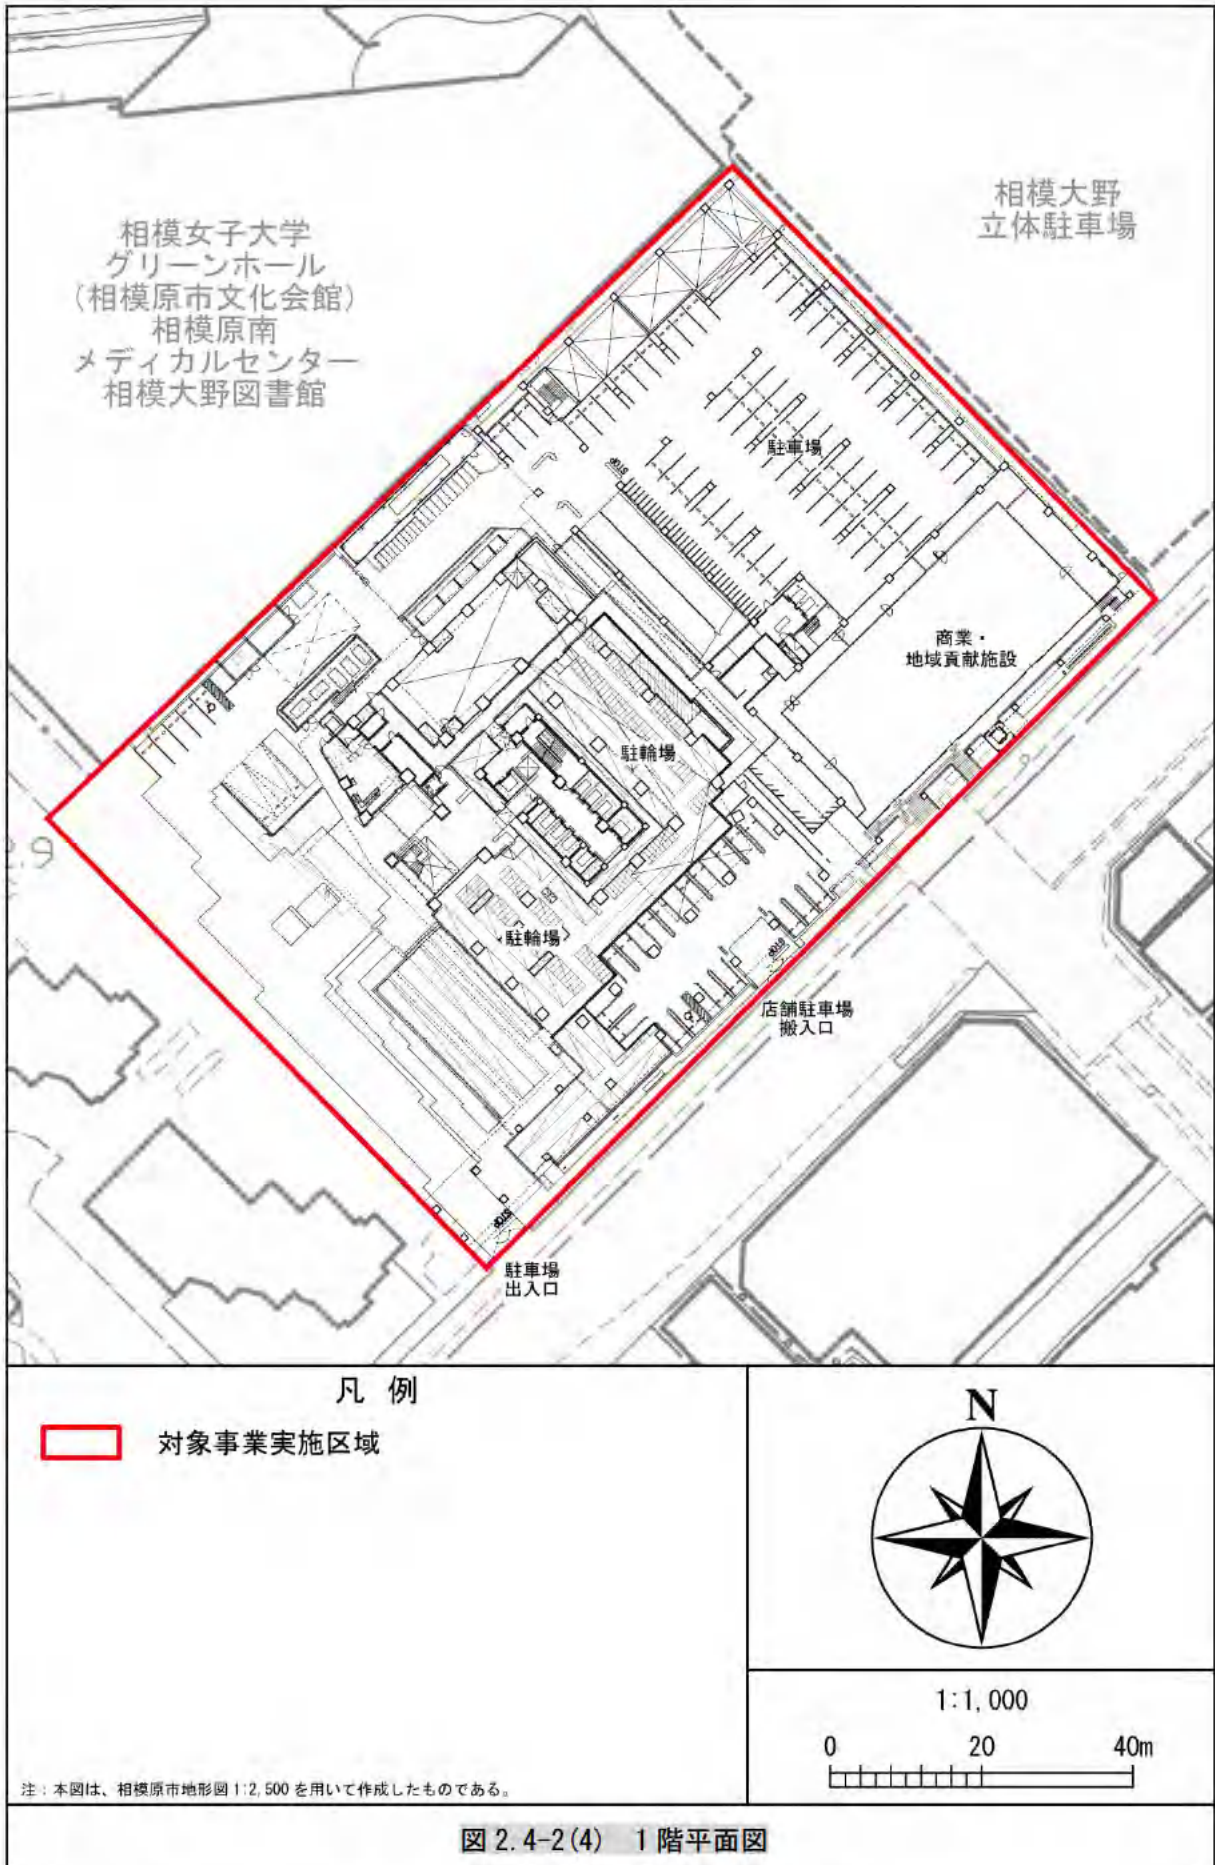 相模女子大学
グリーンホール
(相模原市文化会館)
相模原南
メディカルセンター
相模大野図書館
相模大野
立体駐車場
駐車場
STOP
商業・
地域貢献施設
駐輪場
2.9
駐輪場
STOP
店舗駐車場
搬入口
STOP
駐車場
出入口
凡 例
対象事業実施区域
N
1:1,000
0 20 40m
注：本図は、相模原市地形図 1:2,500 を用いて作成したものである。
図 2.4-2(4) 1 階平面図